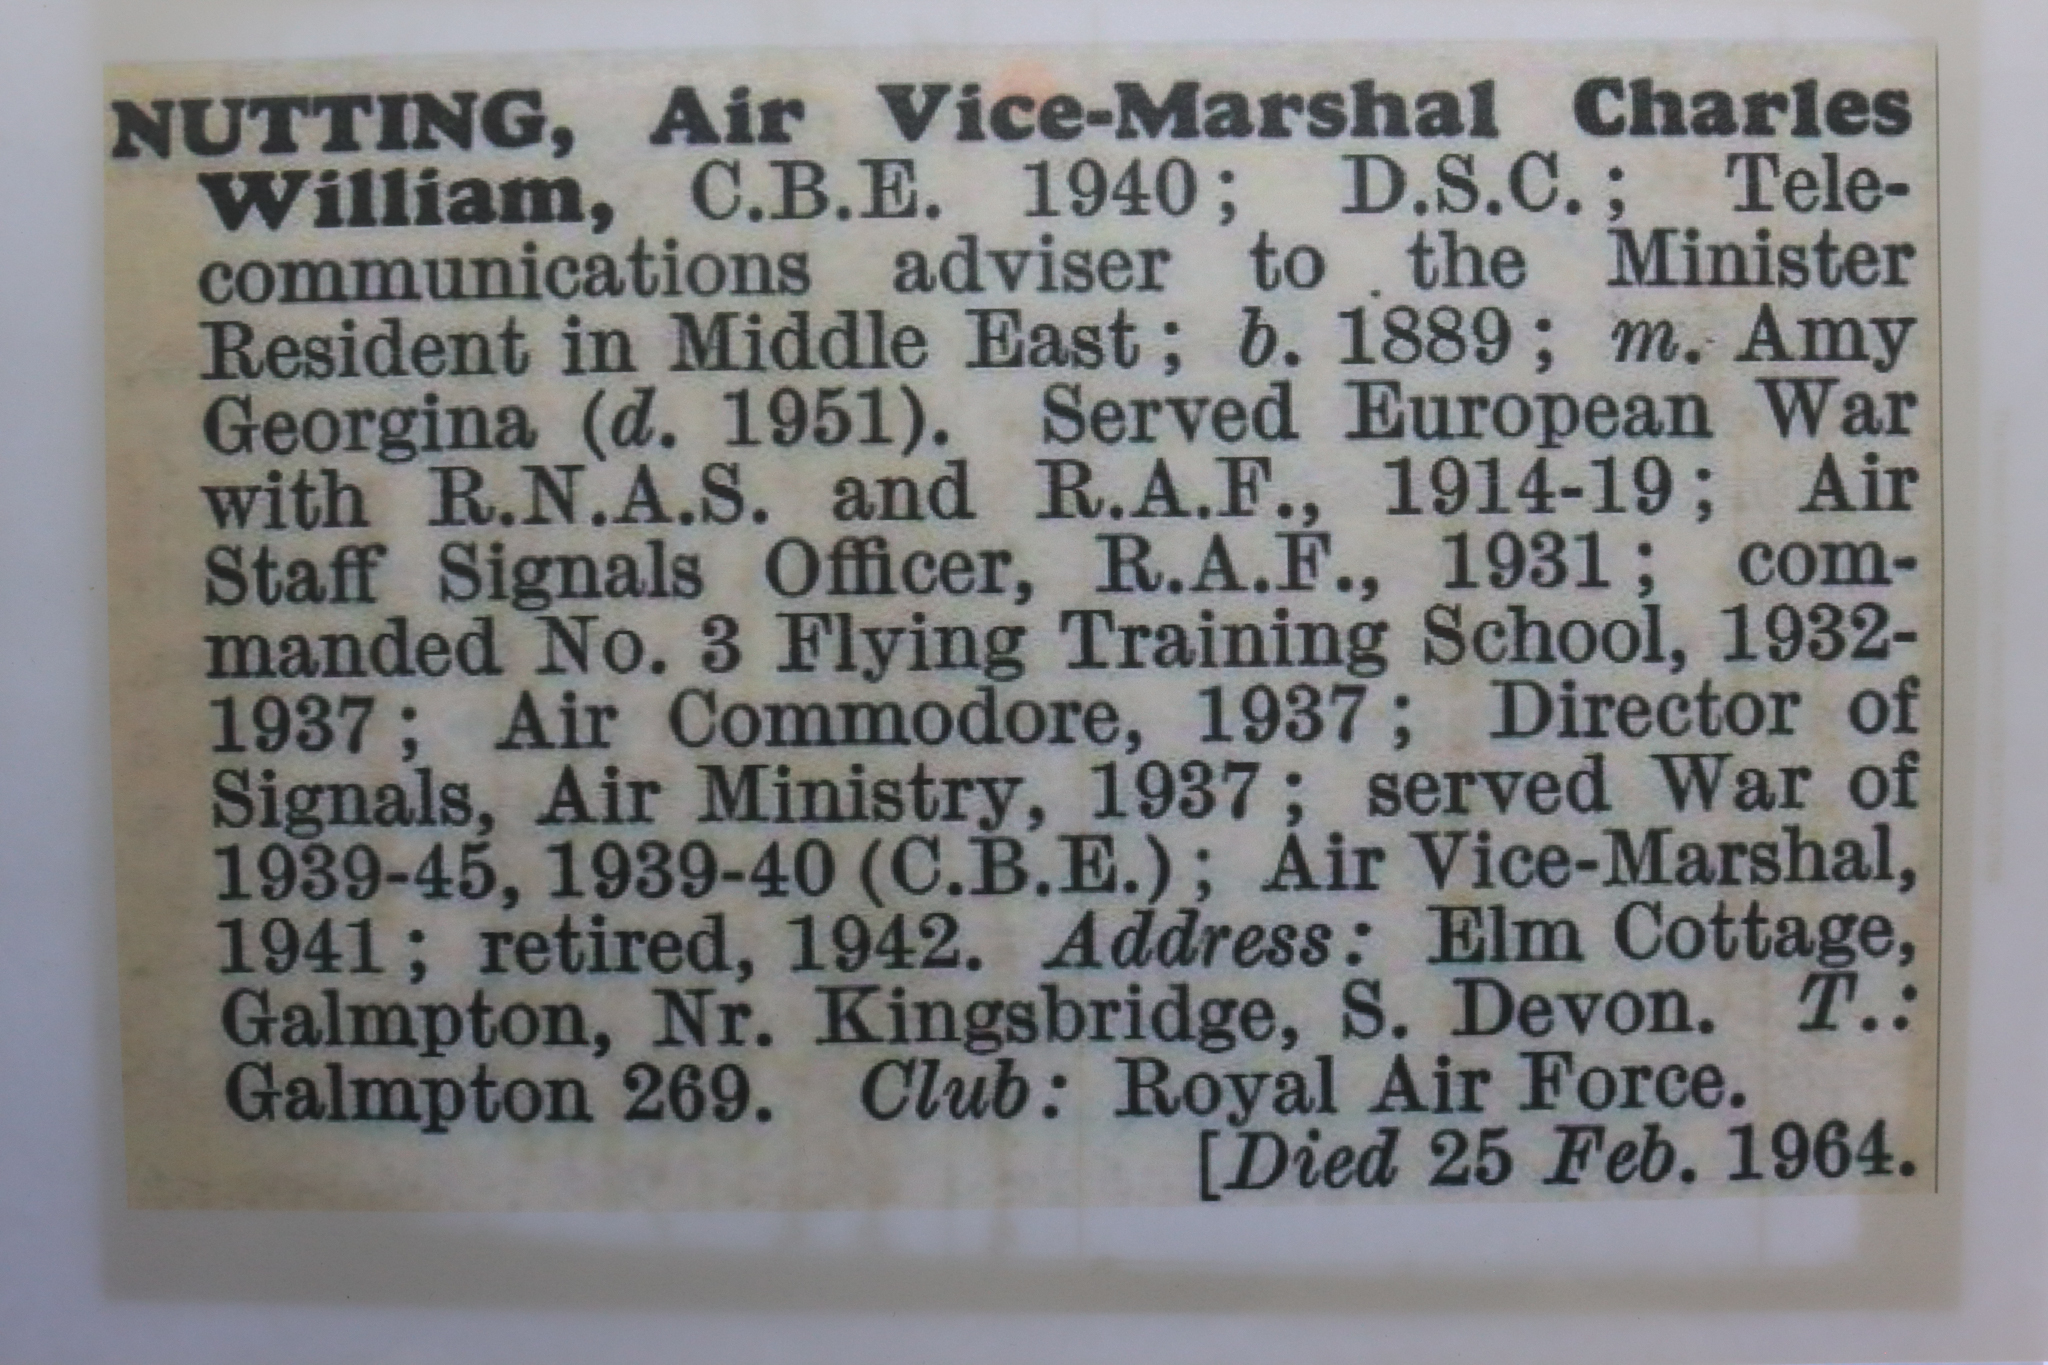 NUTTING, Air Vice-Marshal Charles
William, C.B.E. 1940; D.S.C.; Tele-
communications adviser to the Minister
Resident in Middle East; b. 1889; m. Amy
Georgina (d. 1951). Served European War
with R.N.A.S. and R.A.F., 1914-19; Air
Staff Signals Officer, R.A.F., 1931; com-
manded No. 3 Flying Training School, 1932-
1937; Air Commodore, 1937; Director of
Signals, Air Ministry, 1937; served War of
1939-45, 1939-40 (C.B.E.); Air Vice-Marshal,
1941; retired, 1942. Address: Elm Cottage,
Galmpton, Nr. Kingsbridge, S. Devon. T.:
Galmpton 269. Club: Royal Air Force.
[Died 25 Feb. 1964.